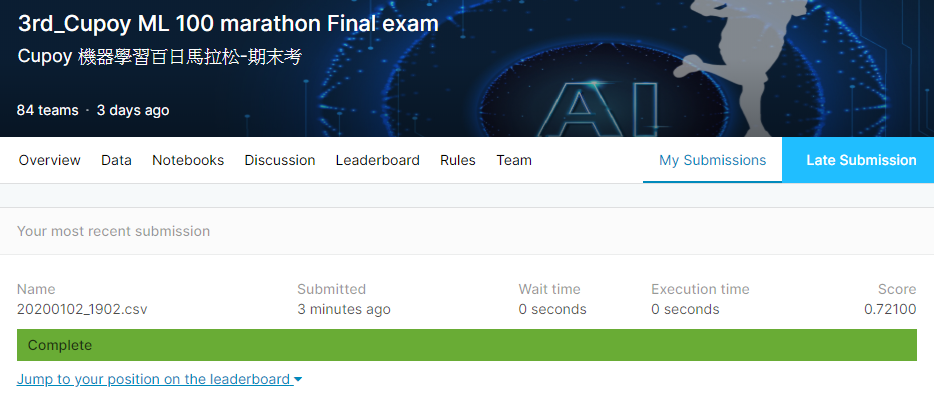 3rd_Cupoy ML 100 marathon Final exam
Cupoy 機器學習百日馬拉松-期末考
84 teams · 3 days ago
AI
Overview Data Notebooks Discussion Leaderboard Rules Team My Submissions Late Submission
Your most recent submission
Name Submitted Wait time Execution time Score
20200102_1902.csv 3 minutes ago 0 seconds 0 seconds 0.72100
Complete
Jump to your position on the leaderboard